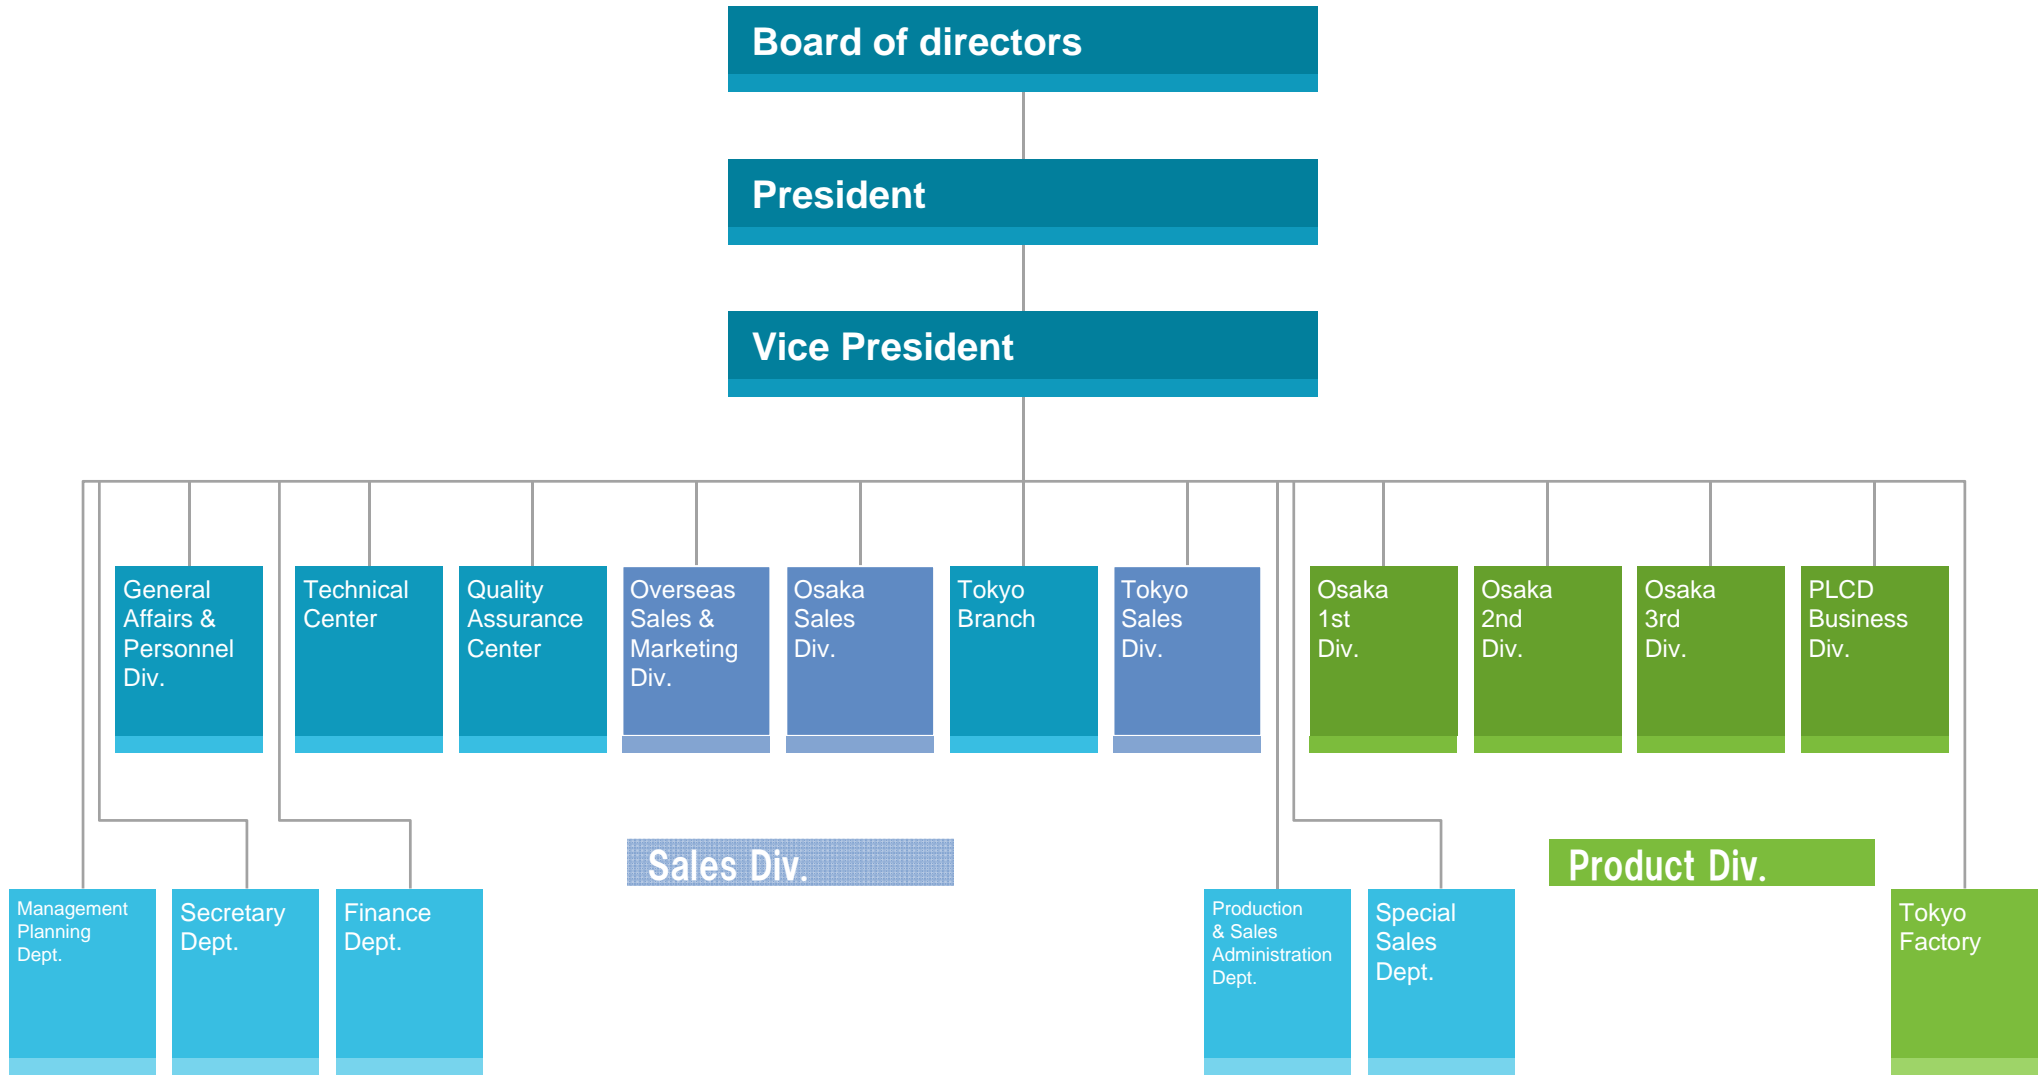 Board of directors
President
Vice President
General
Affairs &
Personnel
Div.
Technical
Center
Quality
Assurance
Center
Overseas
Sales &
Marketing
Div.
Osaka
Sales
Div.
Tokyo
Branch
Tokyo
Sales
Div.
Osaka
1st
Div.
Osaka
2nd
Div.
Osaka
3rd
Div.
PLCD
Business
Div.
Sales Div.
Product Div.
Management
Planning
Dept.
Secretary
Dept.
Finance
Dept.
Production
& Sales
Administration
Dept.
Special
Sales
Dept.
Tokyo
Factory